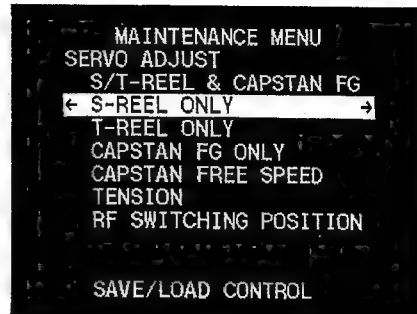 MAINTENANCE MENU
SERVO ADJUST
S/T-REEL & CAPSTAN FG
← S-REEL ONLY →
T-REEL ONLY
CAPSTAN FG ONLY
CAPSTAN FREE SPEED
TENSION
RF SWITCHING POSITION
SAVE/LOAD CONTROL